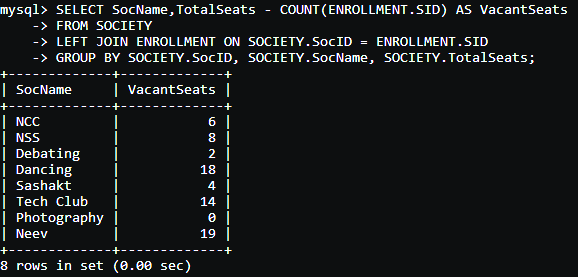 mysql> SELECT SocName,TotalSeats - COUNT(ENROLLMENT.SID) AS VacantSeats
    -> FROM SOCIETY
    -> LEFT JOIN ENROLLMENT ON SOCIETY.SocID = ENROLLMENT.SID
    -> GROUP BY SOCIETY.SocID, SOCIETY.SocName, SOCIETY.TotalSeats;
+-------------+-------------+
| SocName     | VacantSeats |
+-------------+-------------+
| NCC         |           6 |
| NSS         |           8 |
| Debating    |           2 |
| Dancing     |          18 |
| Sashakt     |           4 |
| Tech Club   |          14 |
| Photography |           0 |
| Neev        |          19 |
+-------------+-------------+
8 rows in set (0.00 sec)